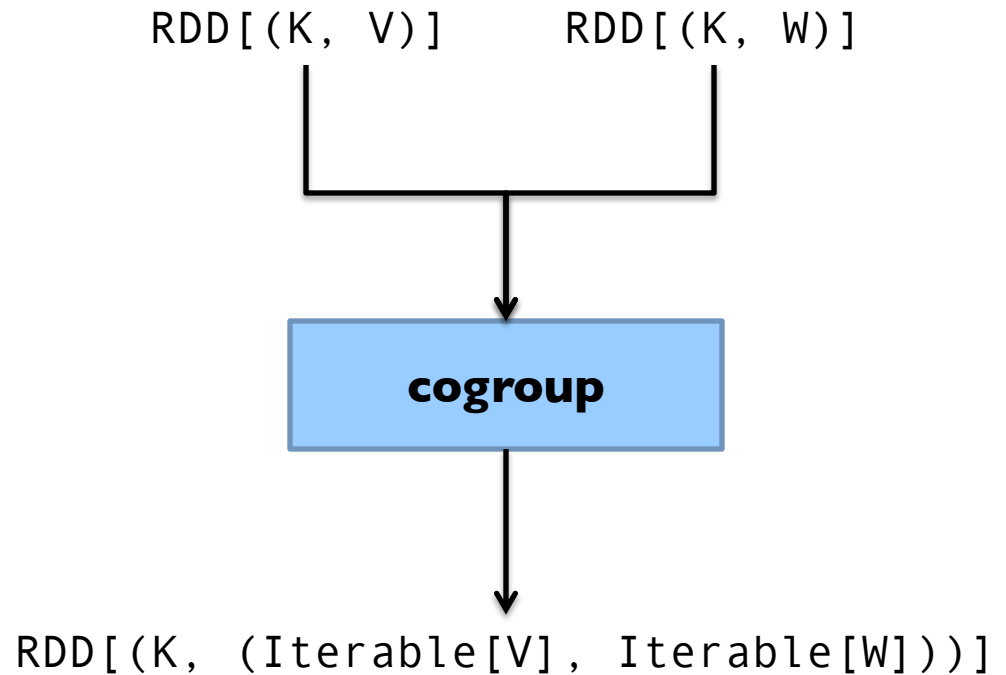 RDD[(K, V)] RDD[(K, W)]
cogroup
RDD[(K, (Iterable[V], Iterable[W]))]